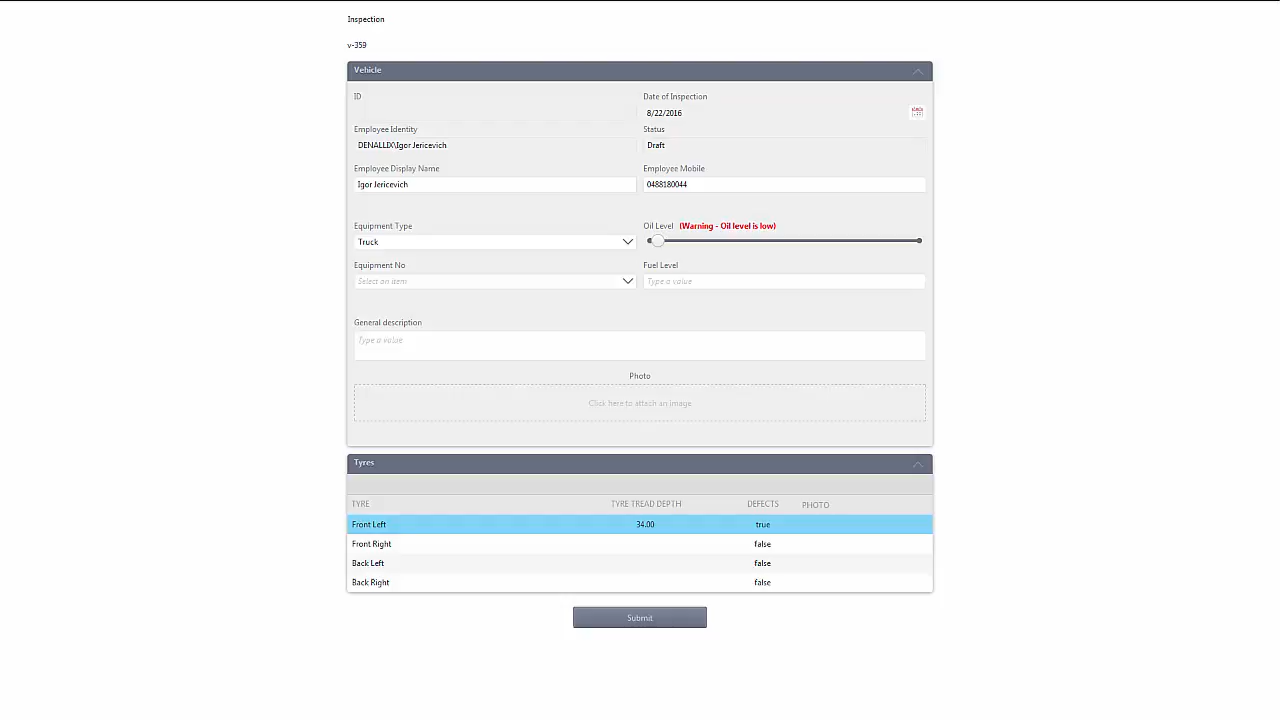 Inspection
v-359
Vehicle
ID
Date of Inspection
8/22/2016
Employee Identity
Status
DENALLIX\Igor Jericevich
Draft
Employee Display Name
Employee Mobile
Igor Jericevich
0488180044
Equipment Type
Oil Level (Warning - Oil level is low)
Truck
Equipment No
Fuel Level
Select an item
Type a value
General description
Type a value
Photo
Click here to attach an image
Tyres
TYRE TYRE TREAD DEPTH DEFECTS PHOTO
Front Left 34.00 true
Front Right false
Back Left false
Back Right false
Submit